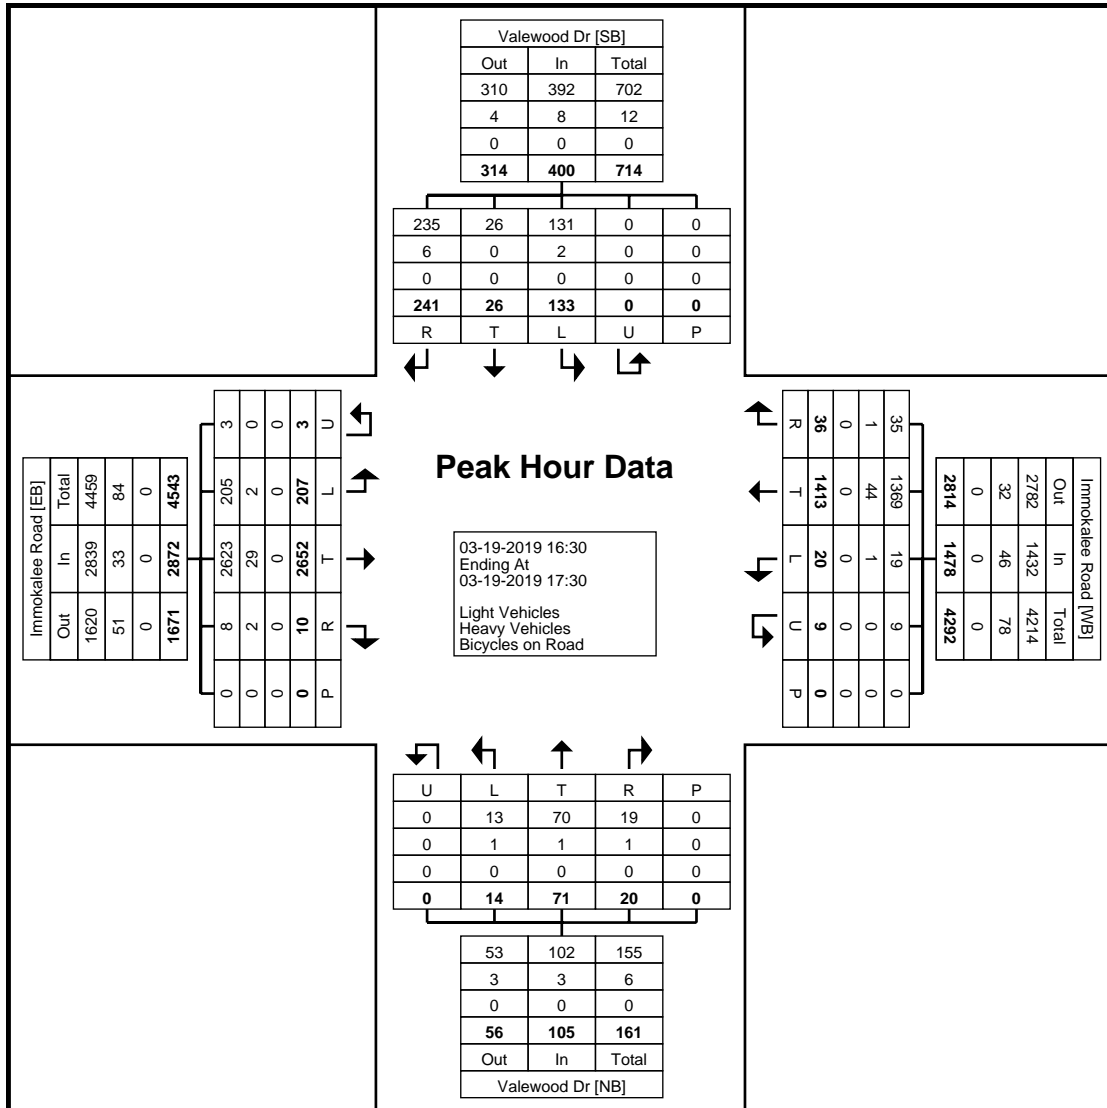 Valewood Dr [SB]
Out In Total
310 392 702
4 8 12
0 0 0
314 400 714
235 26 131 0 0
6 0 2 0 0
0 0 0 0 0
241 26 133 0 0
R T L U P
Immokalee Road [EB]
Total 4459 84 0 4543
In 2839 33 0 2872
Out 1620 51 0 1671
3 0 0 3 U
205 2 0 207 L
2623 29 0 2652 T
8 2 0 10 R
0 0 0 0 P
Peak Hour Data
03-19-2019 16:30
Ending At
03-19-2019 17:30
Light Vehicles
Heavy Vehicles
Bicycles on Road
R 36 0 1 35
T 1413 0 44 1369
L 20 0 1 19
U 9 0 0 9
P 0 0 0 0
Immokalee Road [WB]
Out 2782 32 0 2814
In 1432 46 0 1478
Total 4214 78 0 4292
U L T R P
0 13 70 19 0
0 1 1 1 0
0 0 0 0 0
0 14 71 20 0
53 102 155
3 3 6
0 0 0
56 105 161
Out In Total
Valewood Dr [NB]